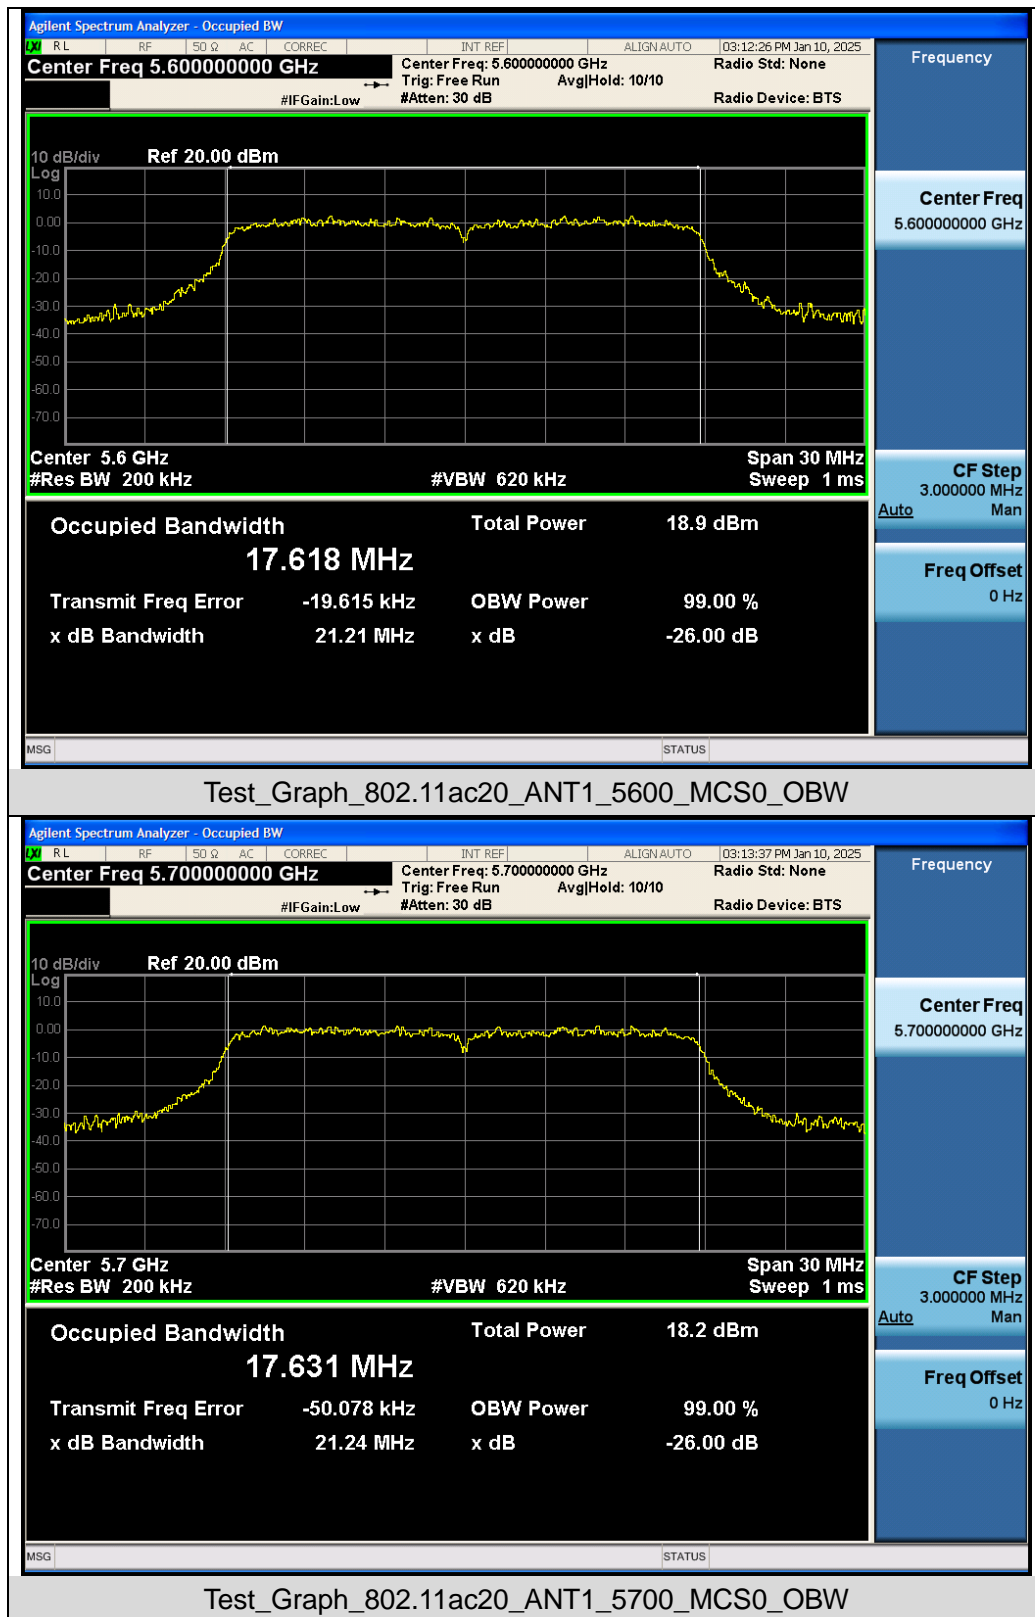 Agilent Spectrum Analyzer - Occupied BW
LXI RL RF 50 Ω AC CORREC INT REF ALIGN AUTO 03:12:26 PM Jan 10, 2025
Center Freq 5.600000000 GHz
Center Freq: 5.600000000 GHz
Radio Std: None
Trig: Free Run Avg|Hold: 10/10
#IFGain:Low #Atten: 30 dB Radio Device: BTS
Frequency
10 dB/div Ref 20.00 dBm
Log
10.0
0.00
-10.0
-20.0
-30.0
-40.0
-50.0
-60.0
-70.0
Center Freq
5.600000000 GHz
Center 5.6 GHz Span 30 MHz
#Res BW 200 kHz #VBW 620 kHz Sweep 1 ms
CF Step
3.000000 MHz
Auto Man
Occupied Bandwidth Total Power 18.9 dBm
17.618 MHz
Freq Offset
0 Hz
Transmit Freq Error -19.615 kHz OBW Power 99.00 %
x dB Bandwidth 21.21 MHz x dB -26.00 dB
MSG STATUS
Test_Graph_802.11ac20_ANT1_5600_MCS0_OBW
Agilent Spectrum Analyzer - Occupied BW
LXI RL RF 50 Ω AC CORREC INT REF ALIGN AUTO 03:13:37 PM Jan 10, 2025
Center Freq 5.700000000 GHz
Center Freq: 5.700000000 GHz
Radio Std: None
Trig: Free Run Avg|Hold: 10/10
#IFGain:Low #Atten: 30 dB Radio Device: BTS
Frequency
10 dB/div Ref 20.00 dBm
Log
10.0
0.00
-10.0
-20.0
-30.0
-40.0
-50.0
-60.0
-70.0
Center Freq
5.700000000 GHz
Center 5.7 GHz Span 30 MHz
#Res BW 200 kHz #VBW 620 kHz Sweep 1 ms
CF Step
3.000000 MHz
Auto Man
Occupied Bandwidth Total Power 18.2 dBm
17.631 MHz
Freq Offset
0 Hz
Transmit Freq Error -50.078 kHz OBW Power 99.00 %
x dB Bandwidth 21.24 MHz x dB -26.00 dB
MSG STATUS
Test_Graph_802.11ac20_ANT1_5700_MCS0_OBW